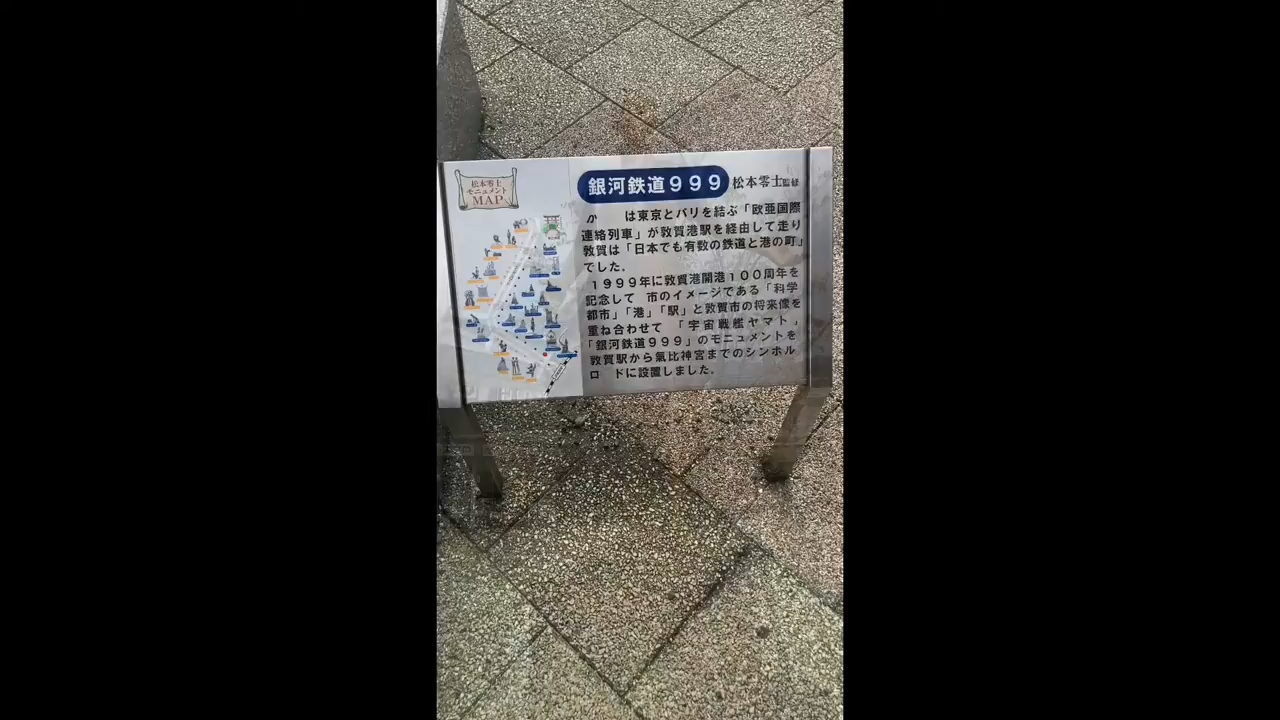 松本零士
モニュメント
MAP
銀河鉄道999 松本零士監修
か は東京とパリを結ぶ「欧亜国際
連絡列車」が敦賀港駅を経由して走り
敦賀は「日本でも有数の鉄道と港の町」
でした。
1999年に敦賀港開港100周年を
記念して 市のイメージである「科学
都市」「港」「駅」と敦賀市の将来像を
重ね合わせて 「宇宙戦艦ヤマト」
「銀河鉄道999」のモニュメントを
敦賀駅から氣比神宮までのシンボル
ロ ドに設置しました。